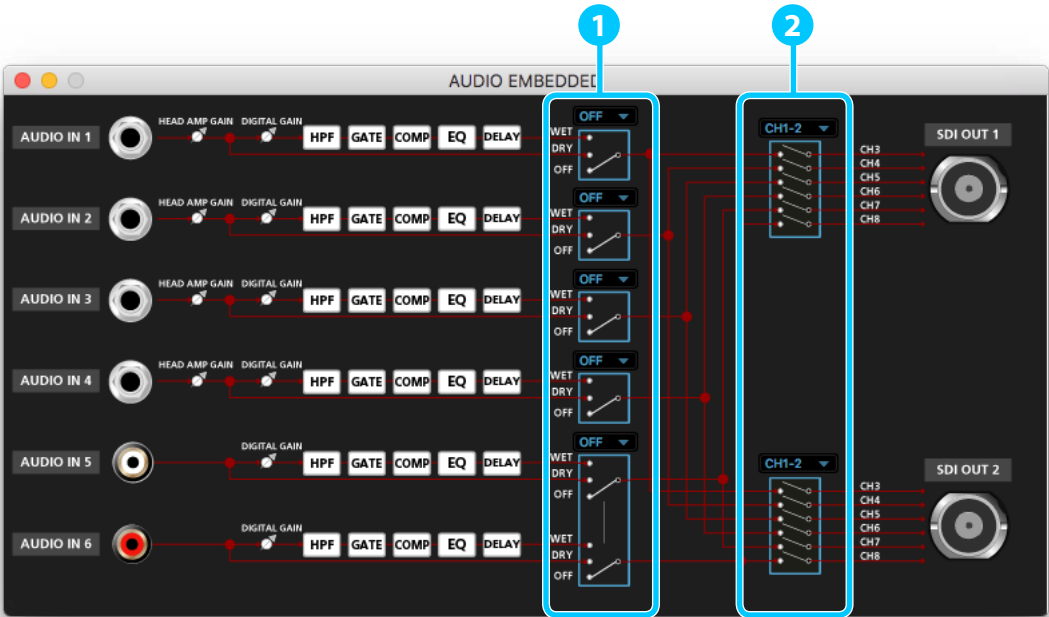 1
2
AUDIO EMBEDDED
AUDIO IN 1
HEAD AMP GAIN
DIGITAL GAIN
HPF
GATE
COMP
EQ
DELAY
OFF
WET
DRY
OFF
CH1-2
CH3
CH4
CH5
CH6
CH7
CH8
SDI OUT 1
AUDIO IN 2
HEAD AMP GAIN
DIGITAL GAIN
HPF
GATE
COMP
EQ
DELAY
OFF
WET
DRY
OFF
AUDIO IN 3
HEAD AMP GAIN
DIGITAL GAIN
HPF
GATE
COMP
EQ
DELAY
OFF
WET
DRY
OFF
AUDIO IN 4
HEAD AMP GAIN
DIGITAL GAIN
HPF
GATE
COMP
EQ
DELAY
OFF
WET
DRY
OFF
AUDIO IN 5
DIGITAL GAIN
HPF
GATE
COMP
EQ
DELAY
OFF
WET
DRY
OFF
CH1-2
CH3
CH4
CH5
CH6
CH7
CH8
SDI OUT 2
AUDIO IN 6
DIGITAL GAIN
HPF
GATE
COMP
EQ
DELAY
WET
DRY
OFF